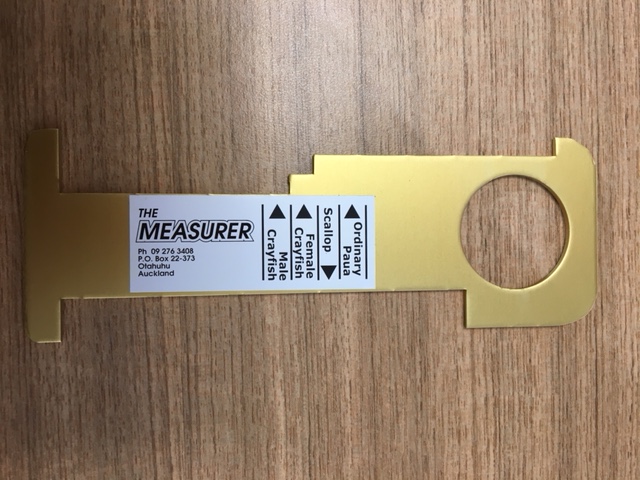 THE
MEASURER
Ph 09 276 3408
P.O. Box 22-373
Otahuhu
Auckland
Ordinary
Paua
Scallop
Female
Crayfish
Male
Crayfish